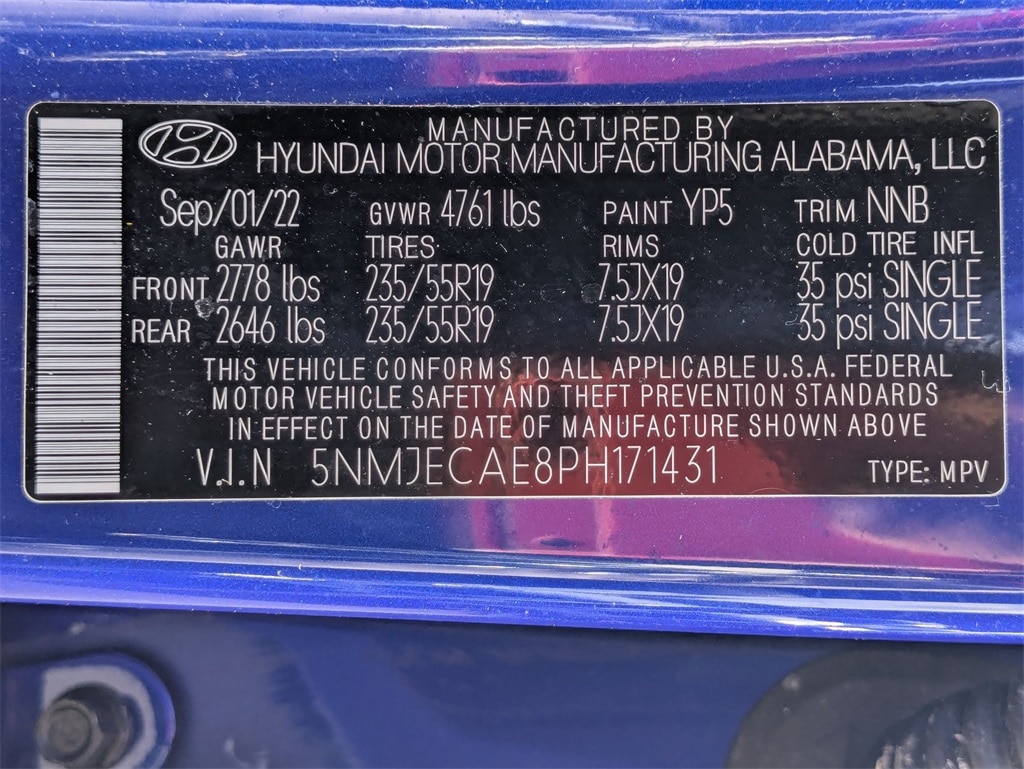 MANUFACTURED BY
HYUNDAI MOTOR MANUFACTURING ALABAMA, LLC
Sep/01/22 GVWR 4761 lbs PAINT YP5 TRIM NNB
GAWR TIRES RIMS COLD TIRE INFL
FRONT 2778 lbs 235/55R19 7.5JX19 35 psi SINGLE
REAR 2646 lbs 235/55R19 7.5JX19 35 psi SINGLE
THIS VEHICLE CONFORMS TO ALL APPLICABLE U.S.A. FEDERAL
MOTOR VEHICLE SAFETY AND THEFT PREVENTION STANDARDS
IN EFFECT ON THE DATE OF MANUFACTURE SHOWN ABOVE
V.I.N 5NMJECAE8PH171431 TYPE: MPV